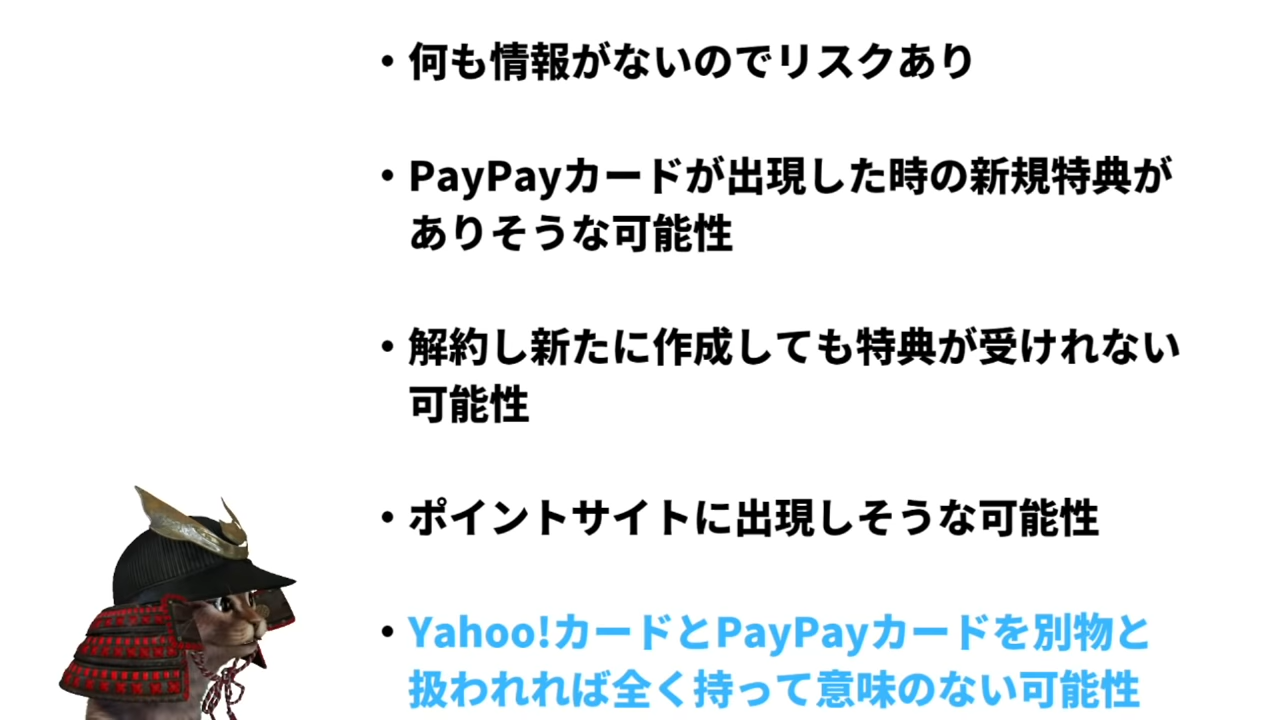 ・何も情報がないのでリスクあり
・PayPayカードが出現した時の新規特典が
ありそうな可能性
・解約し新たに作成しても特典が受けれない
可能性
・ポイントサイトに出現しそうな可能性
・Yahoo!カードとPayPayカードを別物と
扱われれば全く持って意味のない可能性